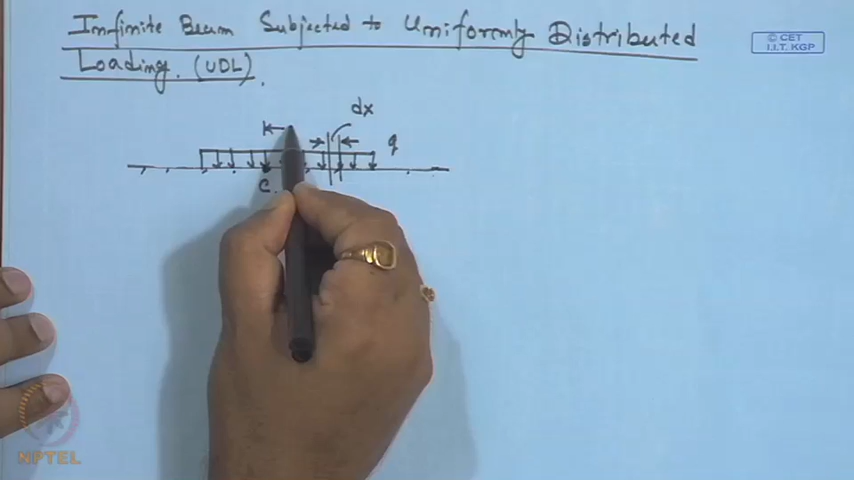 Infinite Beam Subjected to Uniformly Distributed
Loading. (UDL).
© CET
I.I.T. KGP
dx
q
C
NPTEL